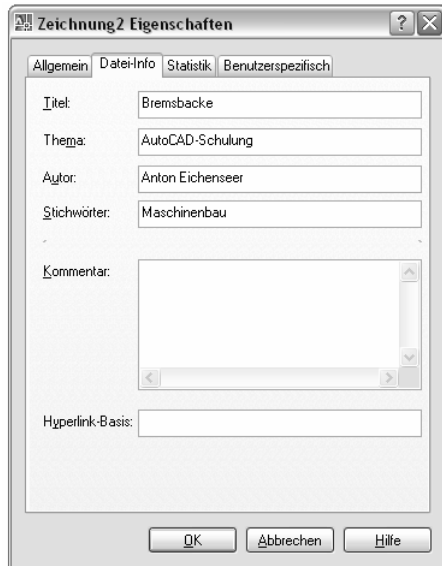 Zeichnung2 Eigenschaften
Allgemein Datei-Info Statistik Benutzerspezifisch
Titel: Bremsbacke
Thema: AutoCAD-Schulung
Autor: Anton Eichenseer
Stichwörter: Maschinenbau
Kommentar:
Hyperlink-Basis:
OK Abbrechen Hilfe